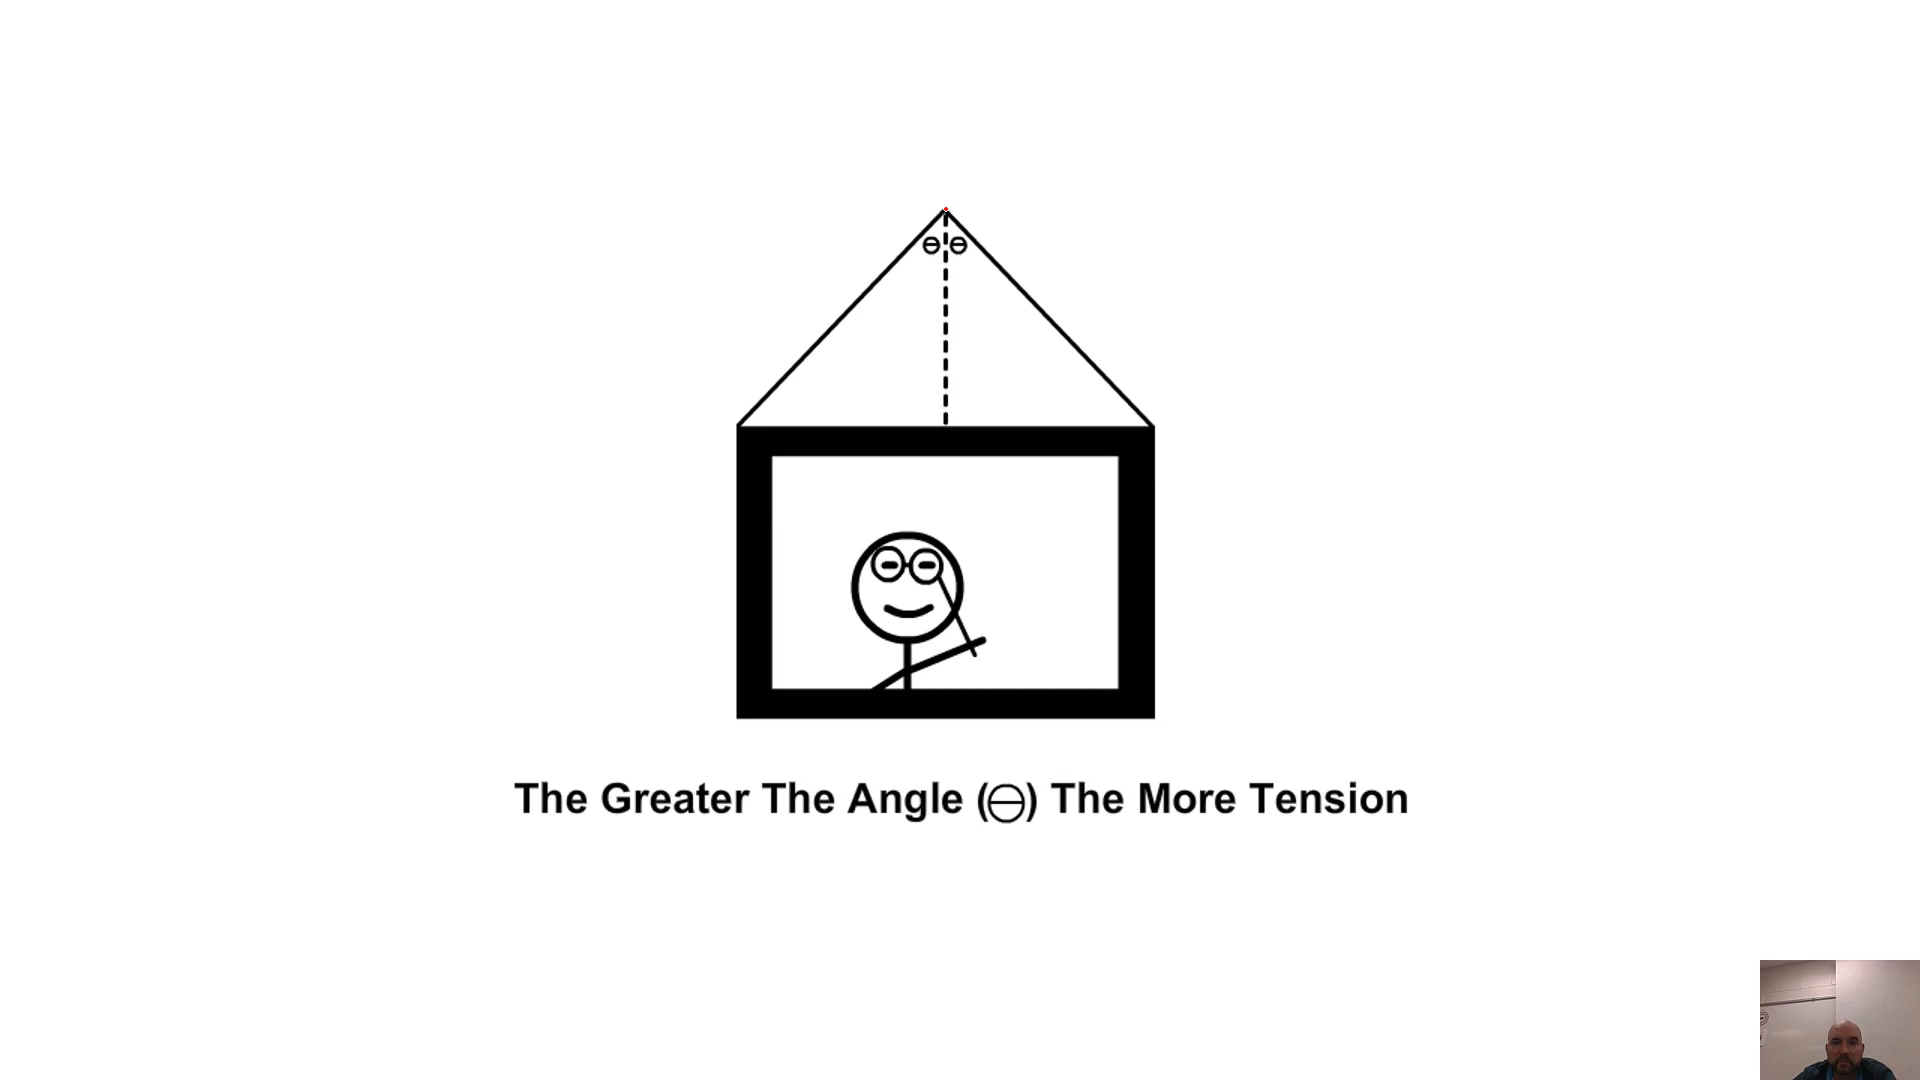 Θ Θ
The Greater The Angle (Θ) The More Tension